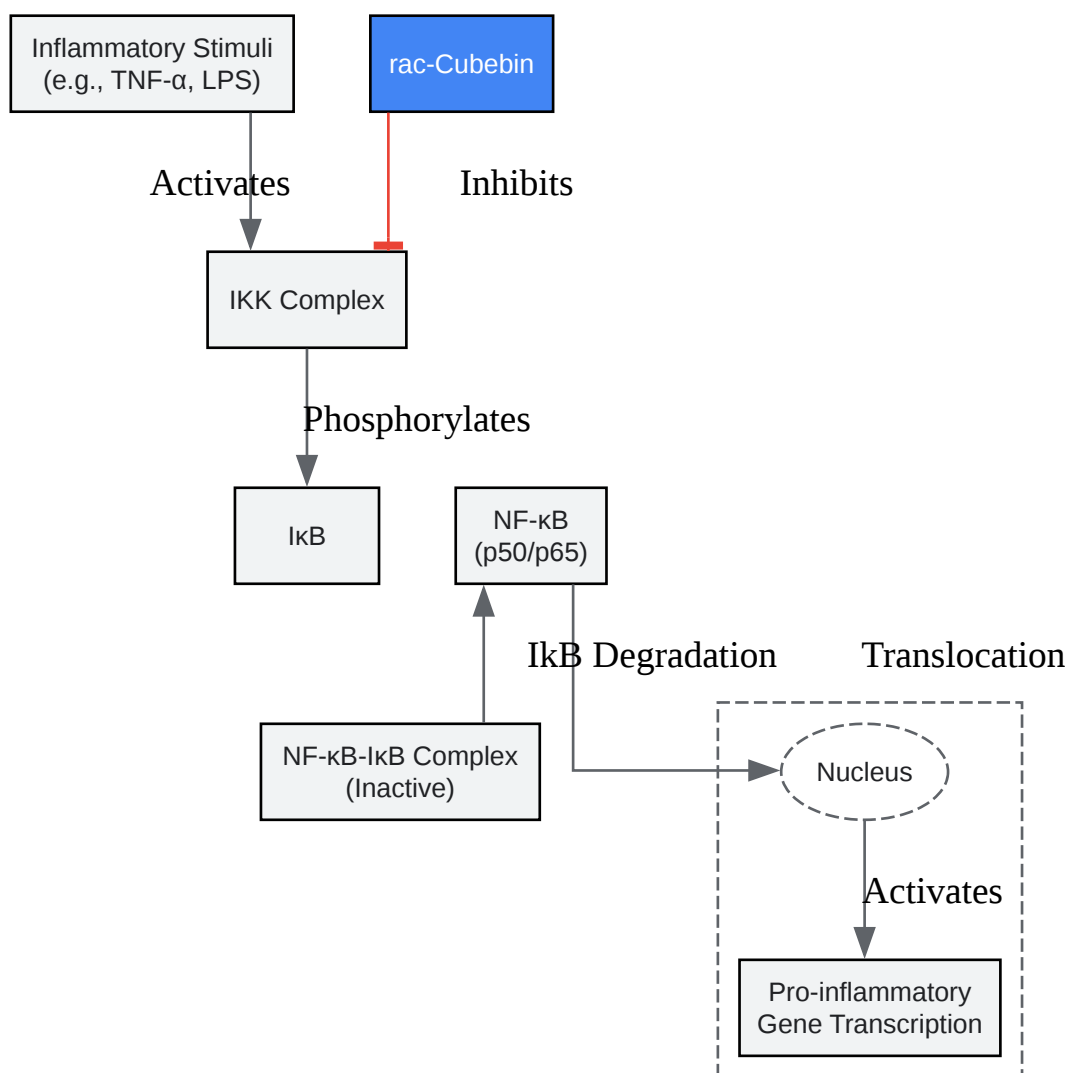 Inflammatory Stimuli
(e.g., TNF-α, LPS)
rac-Cubebin
Activates
Inhibits
IKK Complex
Phosphorylates
IκB
NF-κB
(p50/p65)
IkB Degradation
Translocation
NF-κB-IκB Complex
(Inactive)
Nucleus
Activates
Pro-inflammatory
Gene Transcription